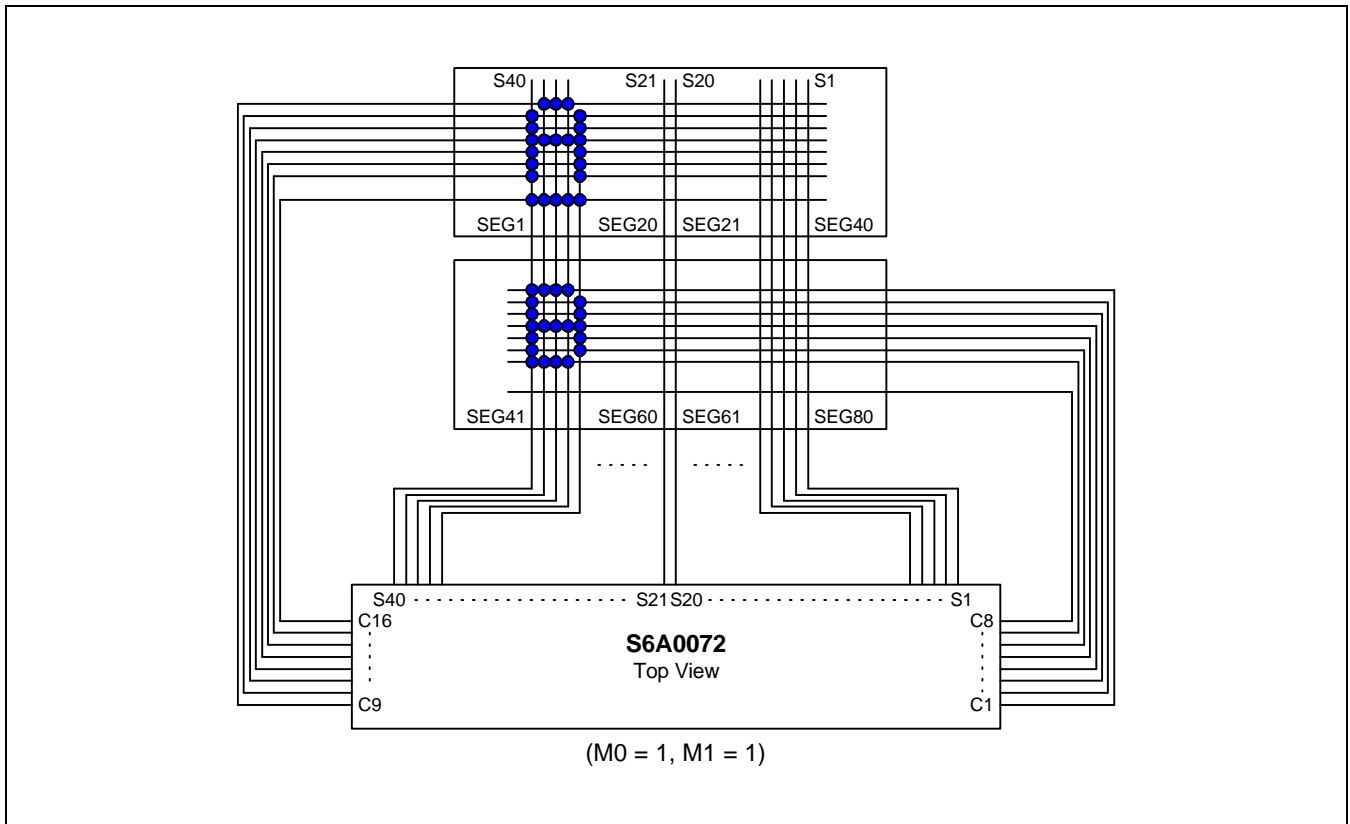 S40 S21 S20 S1
SEG1 SEG20 SEG21 SEG40
SEG41 SEG60 SEG61 SEG80
S40 S21 S20 S1
C16 C8
S6A0072
Top View
C9 C1
(M0 = 1, M1 = 1)